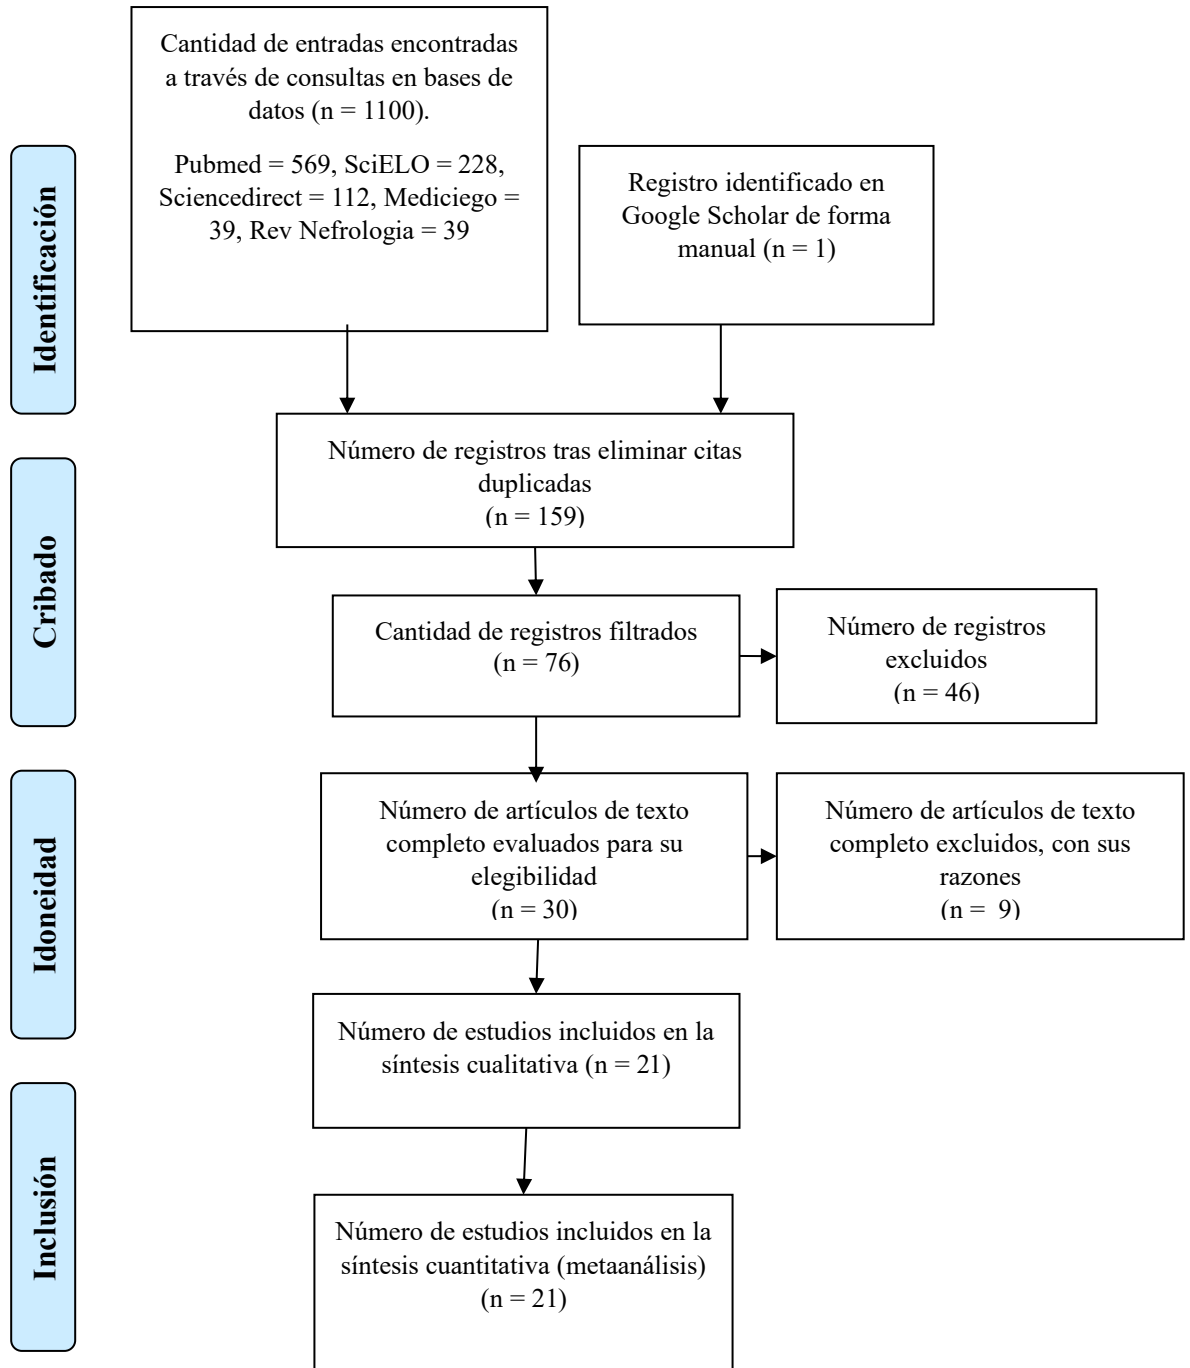 Cantidad de entradas encontradas
a través de consultas en bases de
datos (n = 1100).
Pubmed = 569, SciELO = 228,
Sciencedirect = 112, Mediciego =
39, Rev Nefrologia = 39
Registro identificado en
Google Scholar de forma
manual (n = 1)
Identificación
Número de registros tras eliminar citas
duplicadas
(n = 159)
Cribado
Cantidad de registros filtrados
(n = 76)
Número de registros
excluidos
(n = 46)
Idoneidad
Número de artículos de texto
completo evaluados para su
elegibilidad
(n = 30)
Número de artículos de texto
completo excluidos, con sus
razones
(n =  9)
Número de estudios incluidos en la
síntesis cualitativa (n = 21)
Inclusión
Número de estudios incluidos en la
síntesis cuantitativa (metaanálisis)
(n = 21)